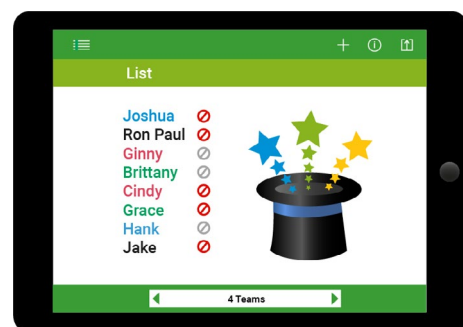 List
Joshua
Ron Paul
Ginny
Brittany
Cindy
Grace
Hank
Jake
4 Teams